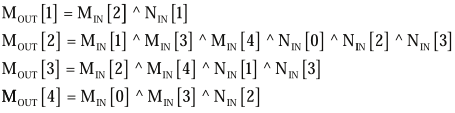 M_OUT[1] = M_IN[2] ^ N_IN[1]
M_OUT[2] = M_IN[1] ^ M_IN[3] ^ M_IN[4] ^ N_IN[0] ^ N_IN[2] ^ N_IN[3]
M_OUT[3] = M_IN[2] ^ M_IN[4] ^ N_IN[1] ^ N_IN[3]
M_OUT[4] = M_IN[0] ^ M_IN[3] ^ N_IN[2]